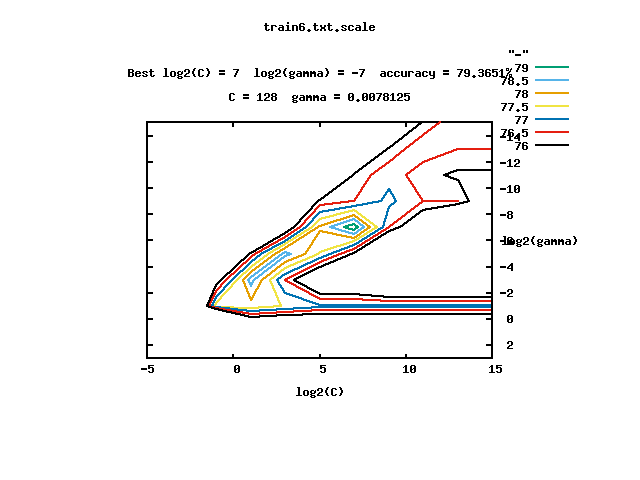 train6.txt.scale
"-"
Best log2(C) = 7  log2(gamma) = -7  accuracy = 79.3651%
C = 128  gamma = 0.0078125
79
78.5
78
77.5
77
76.5
76
-14
-12
-10
-8
-6
log2(gamma)
-4
-2
0
2
-5 0 5 10 15
log2(C)